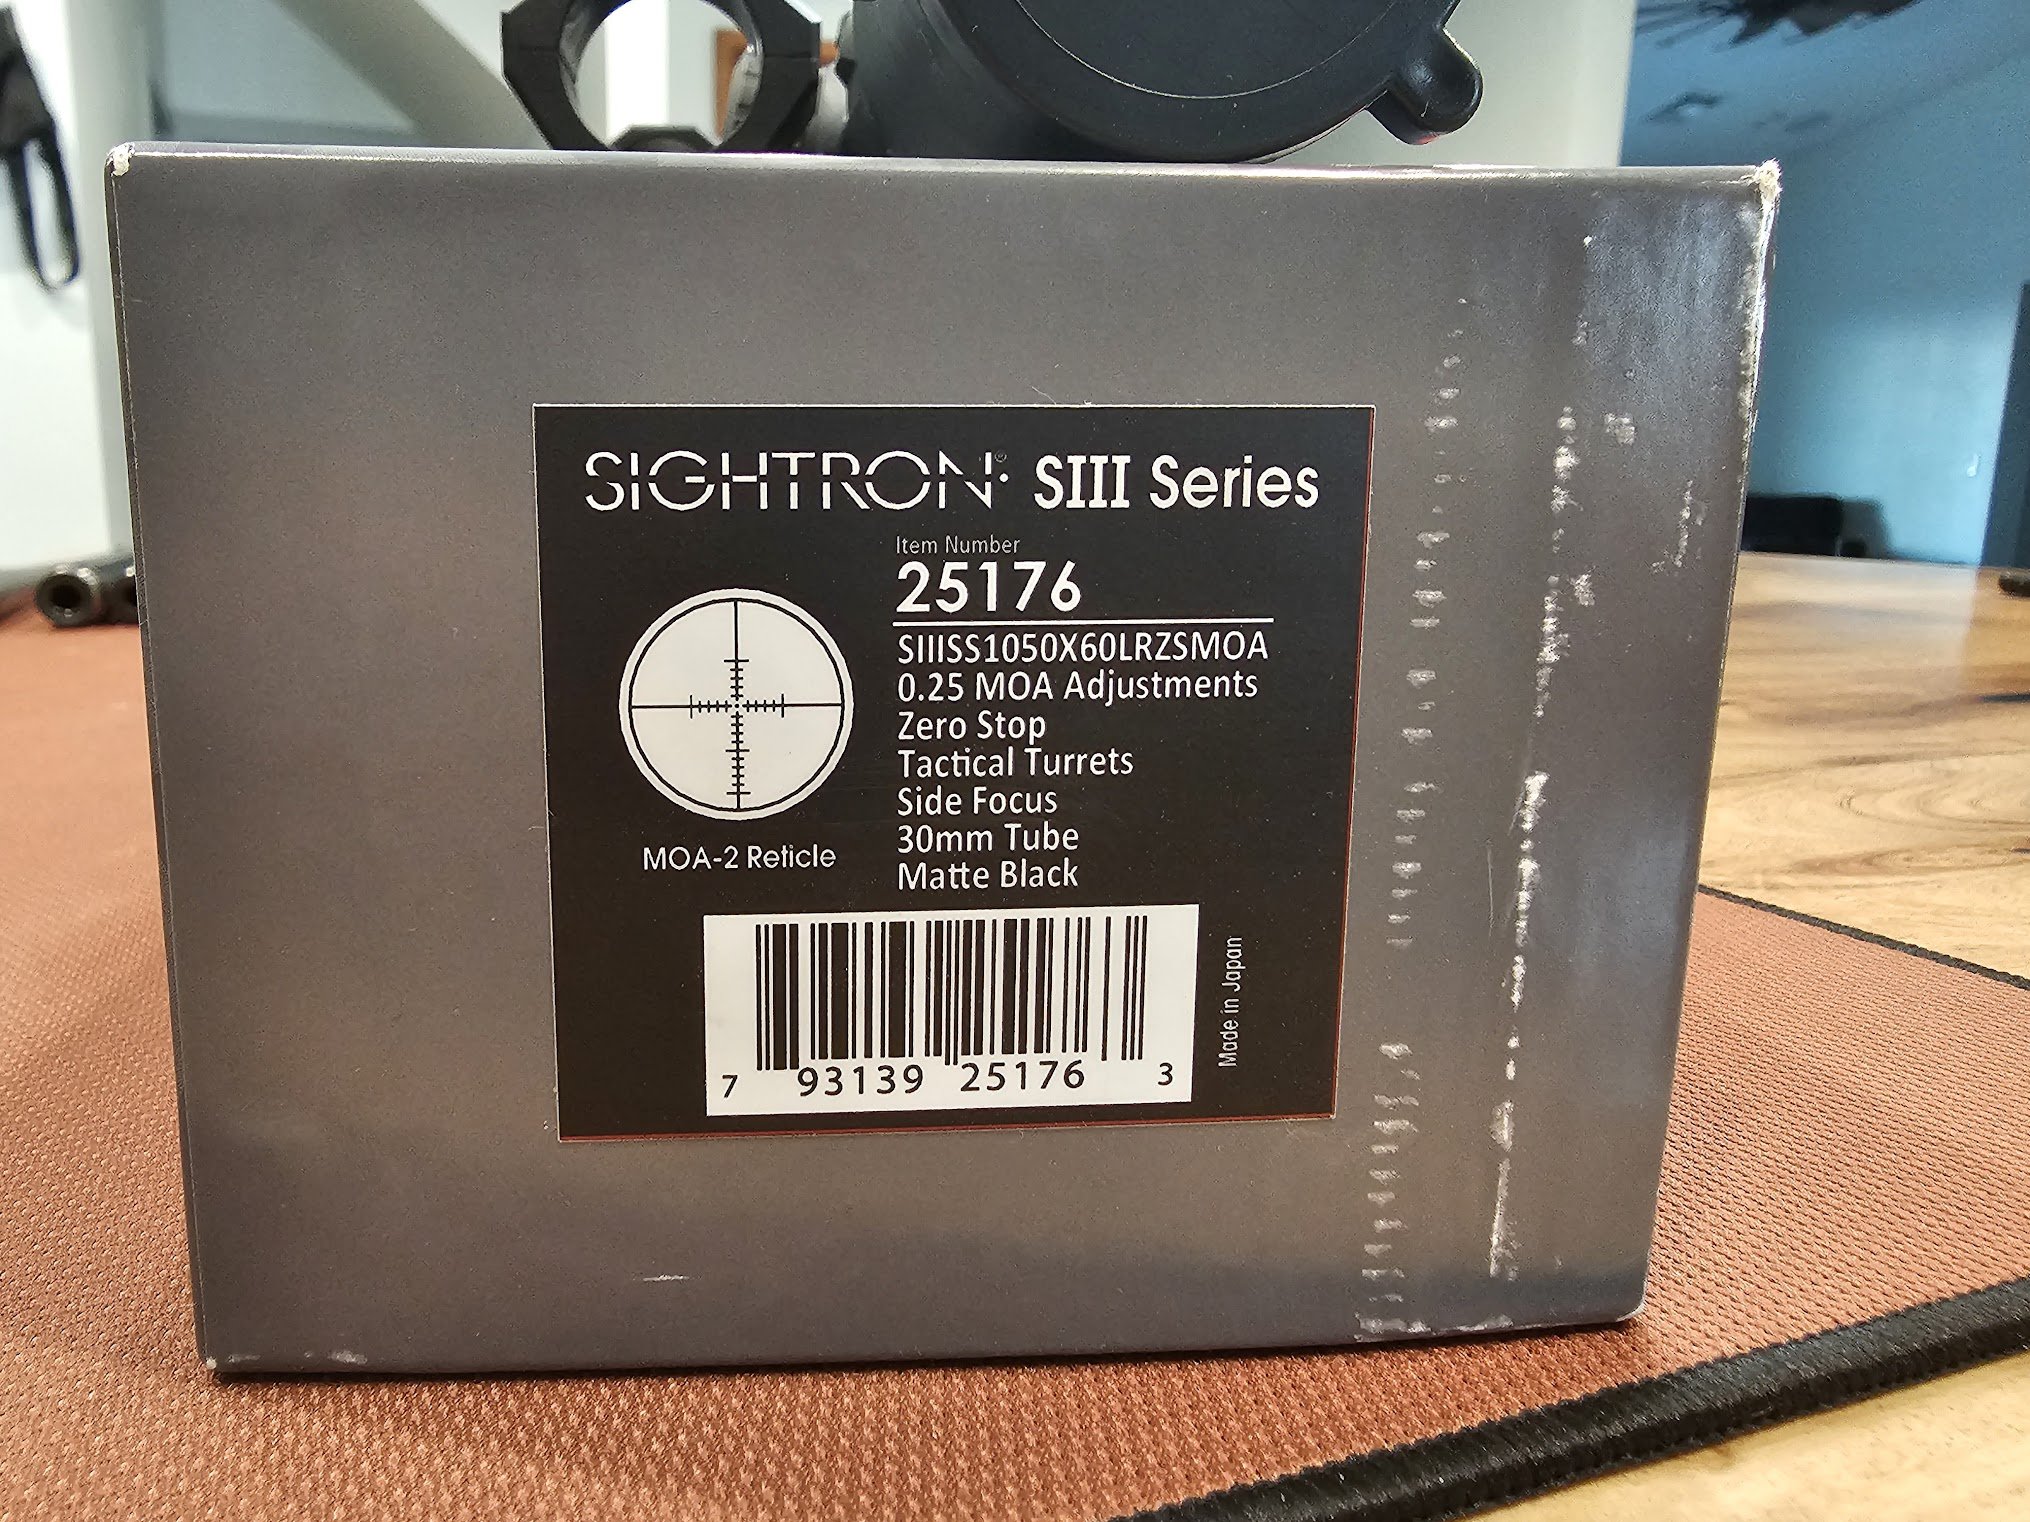 SIGHTRON® SIII Series
Item Number
25176
SIIISS1050X60LRZSMOA
0.25 MOA Adjustments
Zero Stop
Tactical Turrets
Side Focus
30mm Tube
Matte Black
MOA-2 Reticle
7 93139 25176 3
Made in Japan